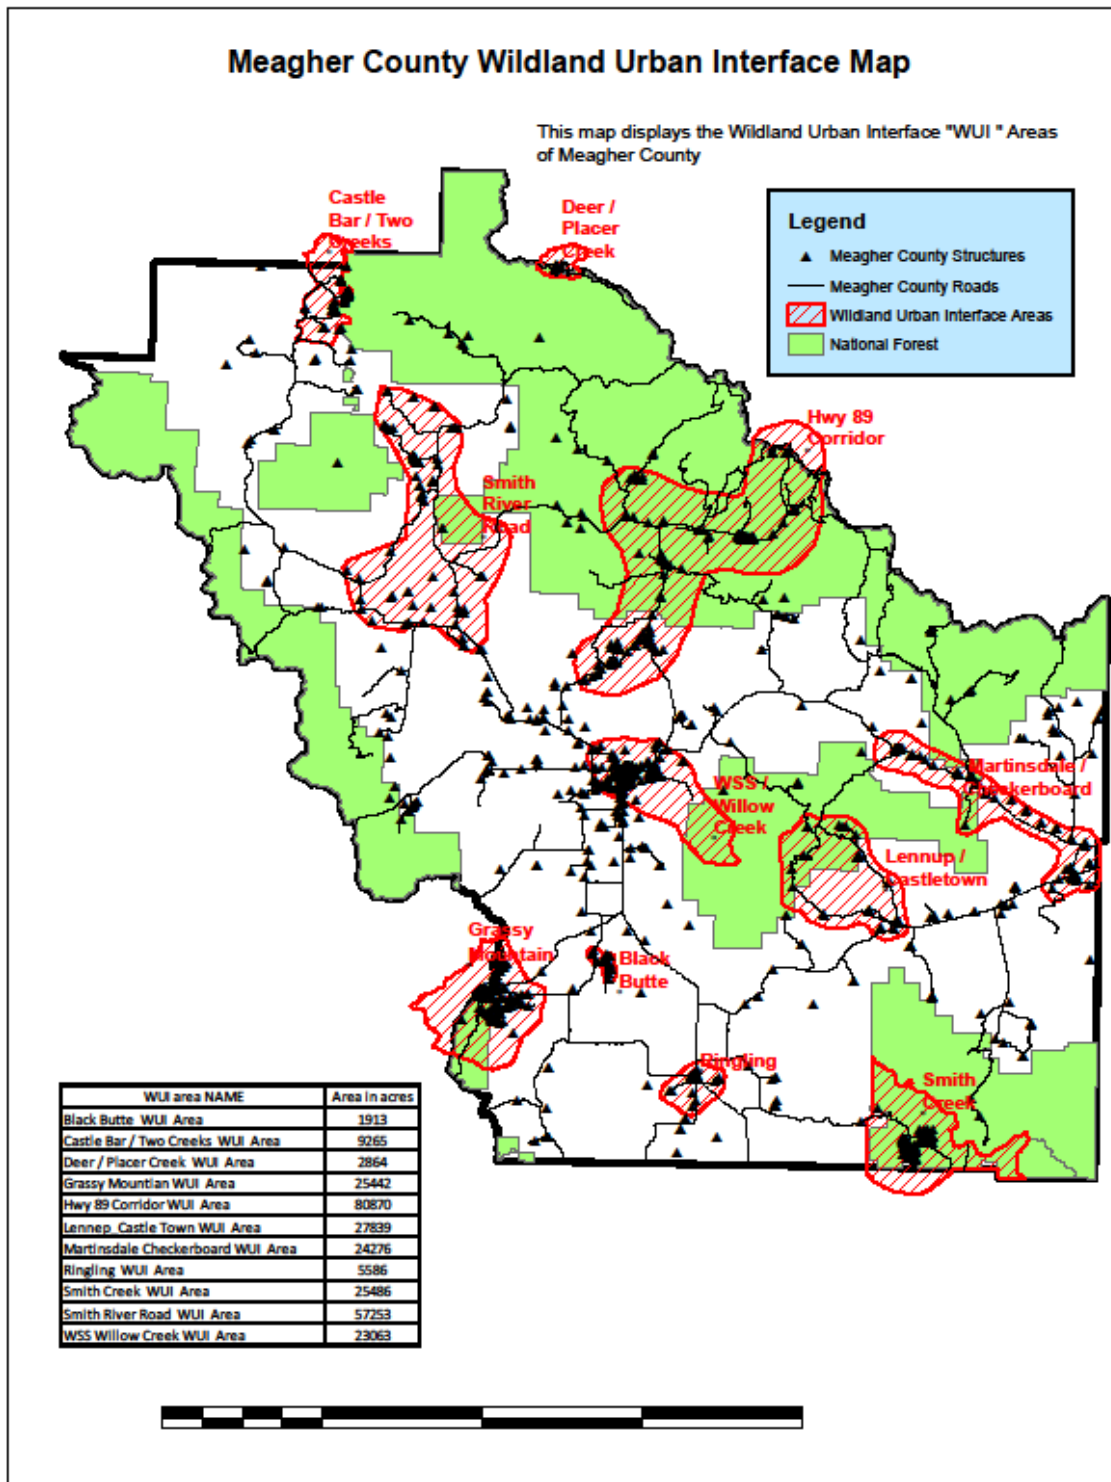 Meagher County Wildland Urban Interface Map
This map displays the Wildland Urban Interface "WUI " Areas
of Meagher County
Castle
Bar / Two
Creeks
Deer /
Placer
Creek
Legend
Meagher County Structures
Meagher County Roads
Wildland Urban Interface Areas
National Forest
Hwy 89
Corridor
Smith
River
Road
Martinsdale /
Checkerboard
WSS /
Willow
Creek
Lennup /
Castletown
Grassy
Mountain
Black
Butte
Ringling
Smith
Creek
WUI area NAME Area in acres
Black Butte WUI Area 1913
Castle Bar / Two Creeks WUI Area 9265
Deer / Placer Creek WUI Area 2864
Grassy Mountian WUI Area 25442
Hwy 89 Corridor WUI Area 80870
Lennep_Castle Town WUI Area 27839
Martinsdale Checkerboard WUI Area 24276
Ringling WUI Area 5586
Smith Creek WUI Area 25486
Smith River Road WUI Area 57253
WSS Willow Creek WUI Area 23063